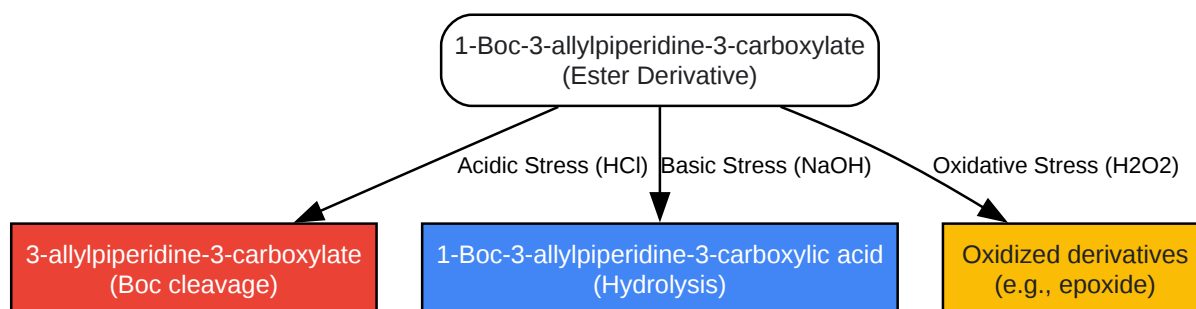 1-Boc-3-allylpiperidine-3-carboxylate
(Ester Derivative)
Acidic Stress (HCl)
Basic Stress (NaOH)
Oxidative Stress (H2O2)
3-allylpiperidine-3-carboxylate
(Boc cleavage)
1-Boc-3-allylpiperidine-3-carboxylic acid
(Hydrolysis)
Oxidized derivatives
(e.g., epoxide)